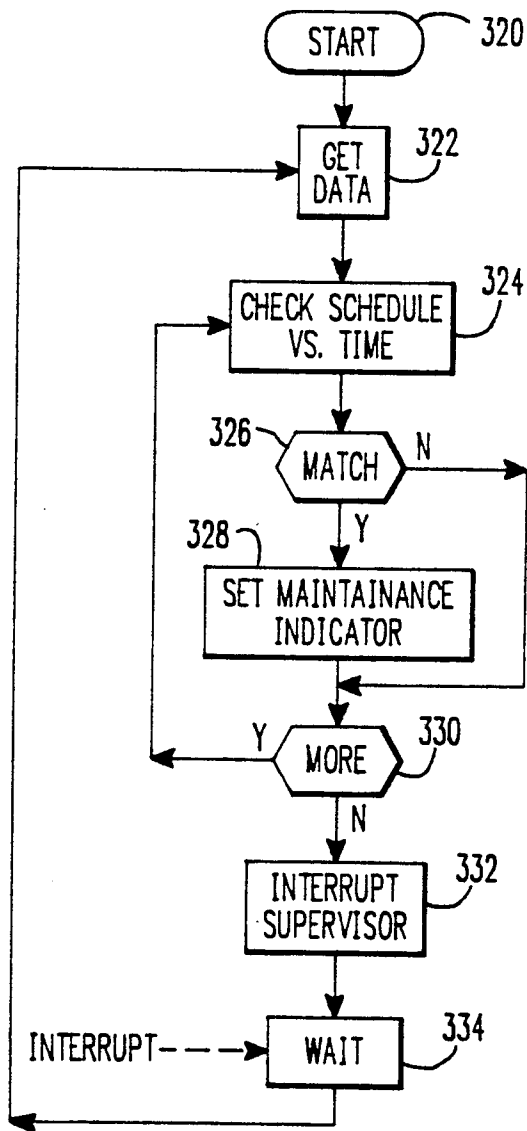 START
320
GET
DATA
322
CHECK SCHEDULE
VS. TIME
324
326
MATCH
N
Y
328
SET MAINTAINANCE
INDICATOR
Y
MORE
330
N
INTERRUPT
SUPERVISOR
332
INTERRUPT
WAIT
334